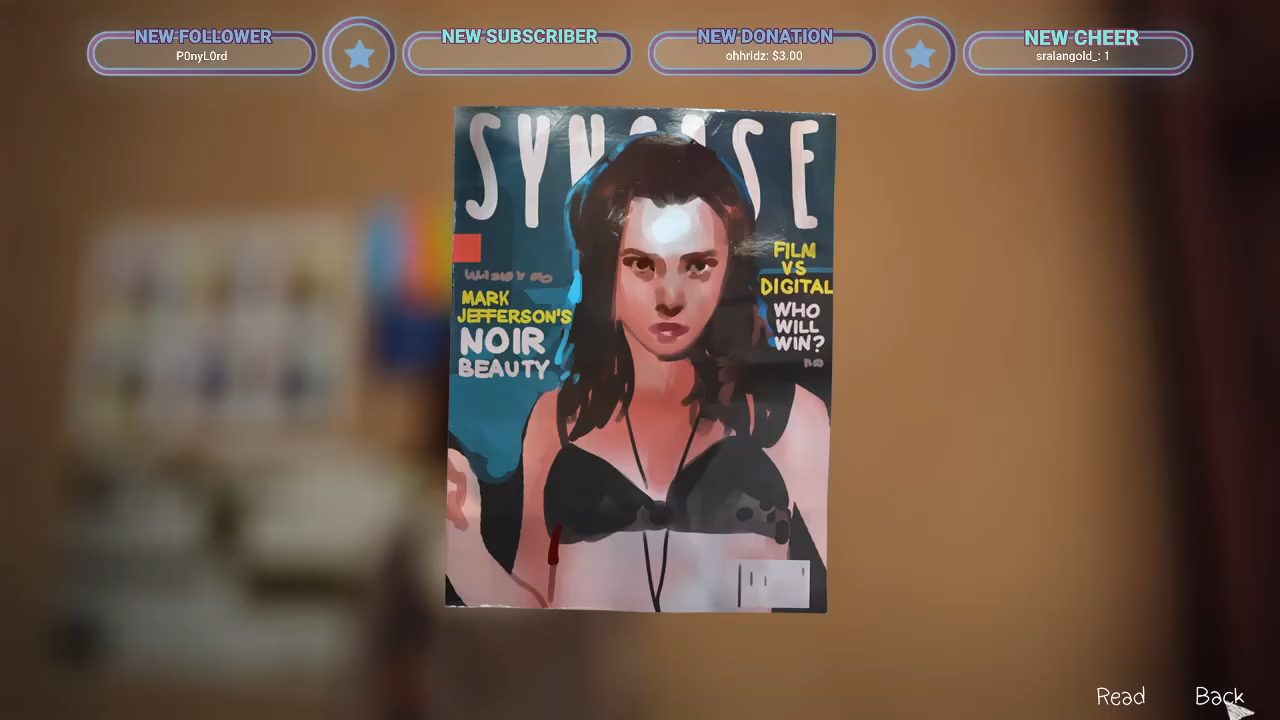 NEW FOLLOWER
P0nyL0rd
NEW SUBSCRIBER
NEW DONATION
ohhridz: $3.00
NEW CHEER
sralangold_: 1
MARK
JEFFERSON'S
NOIR
BEAUTY
FILM
VS
DIGITAL
WHO
WILL
WIN?
Read
Back